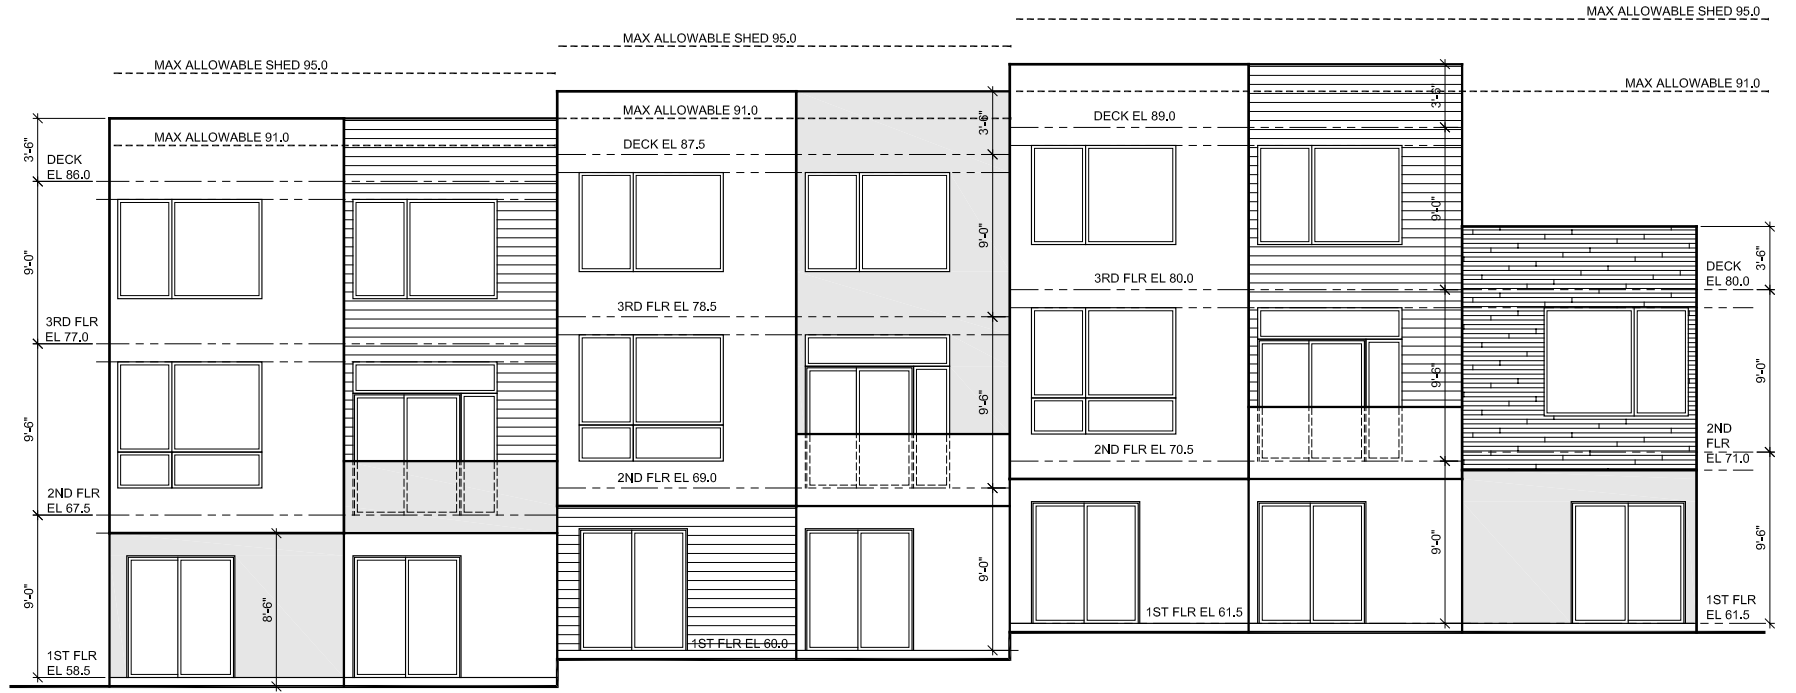 MAX ALLOWABLE SHED 95.0
MAX ALLOWABLE SHED 95.0
MAX ALLOWABLE SHED 95.0
MAX ALLOWABLE 91.0
MAX ALLOWABLE 91.0
MAX ALLOWABLE 91.0
3'-6"
DECK
EL 86.0
9'-0"
3RD FLR
EL 77.0
9'-6"
2ND FLR
EL 67.5
9'-0"
1ST FLR
EL 58.5
8'-6"
DECK EL 87.5
3RD FLR EL 78.5
2ND FLR EL 69.0
1ST FLR EL 60.0
3'-6"
9'-0"
9'-6"
9'-0"
DECK EL 89.0
3RD FLR EL 80.0
2ND FLR EL 70.5
1ST FLR EL 61.5
3'-6"
9'-0"
9'-6"
9'-0"
DECK
EL 80.0
2ND
FLR
EL 71.0
1ST FLR
EL 61.5
3'-6"
9'-0"
9'-6"